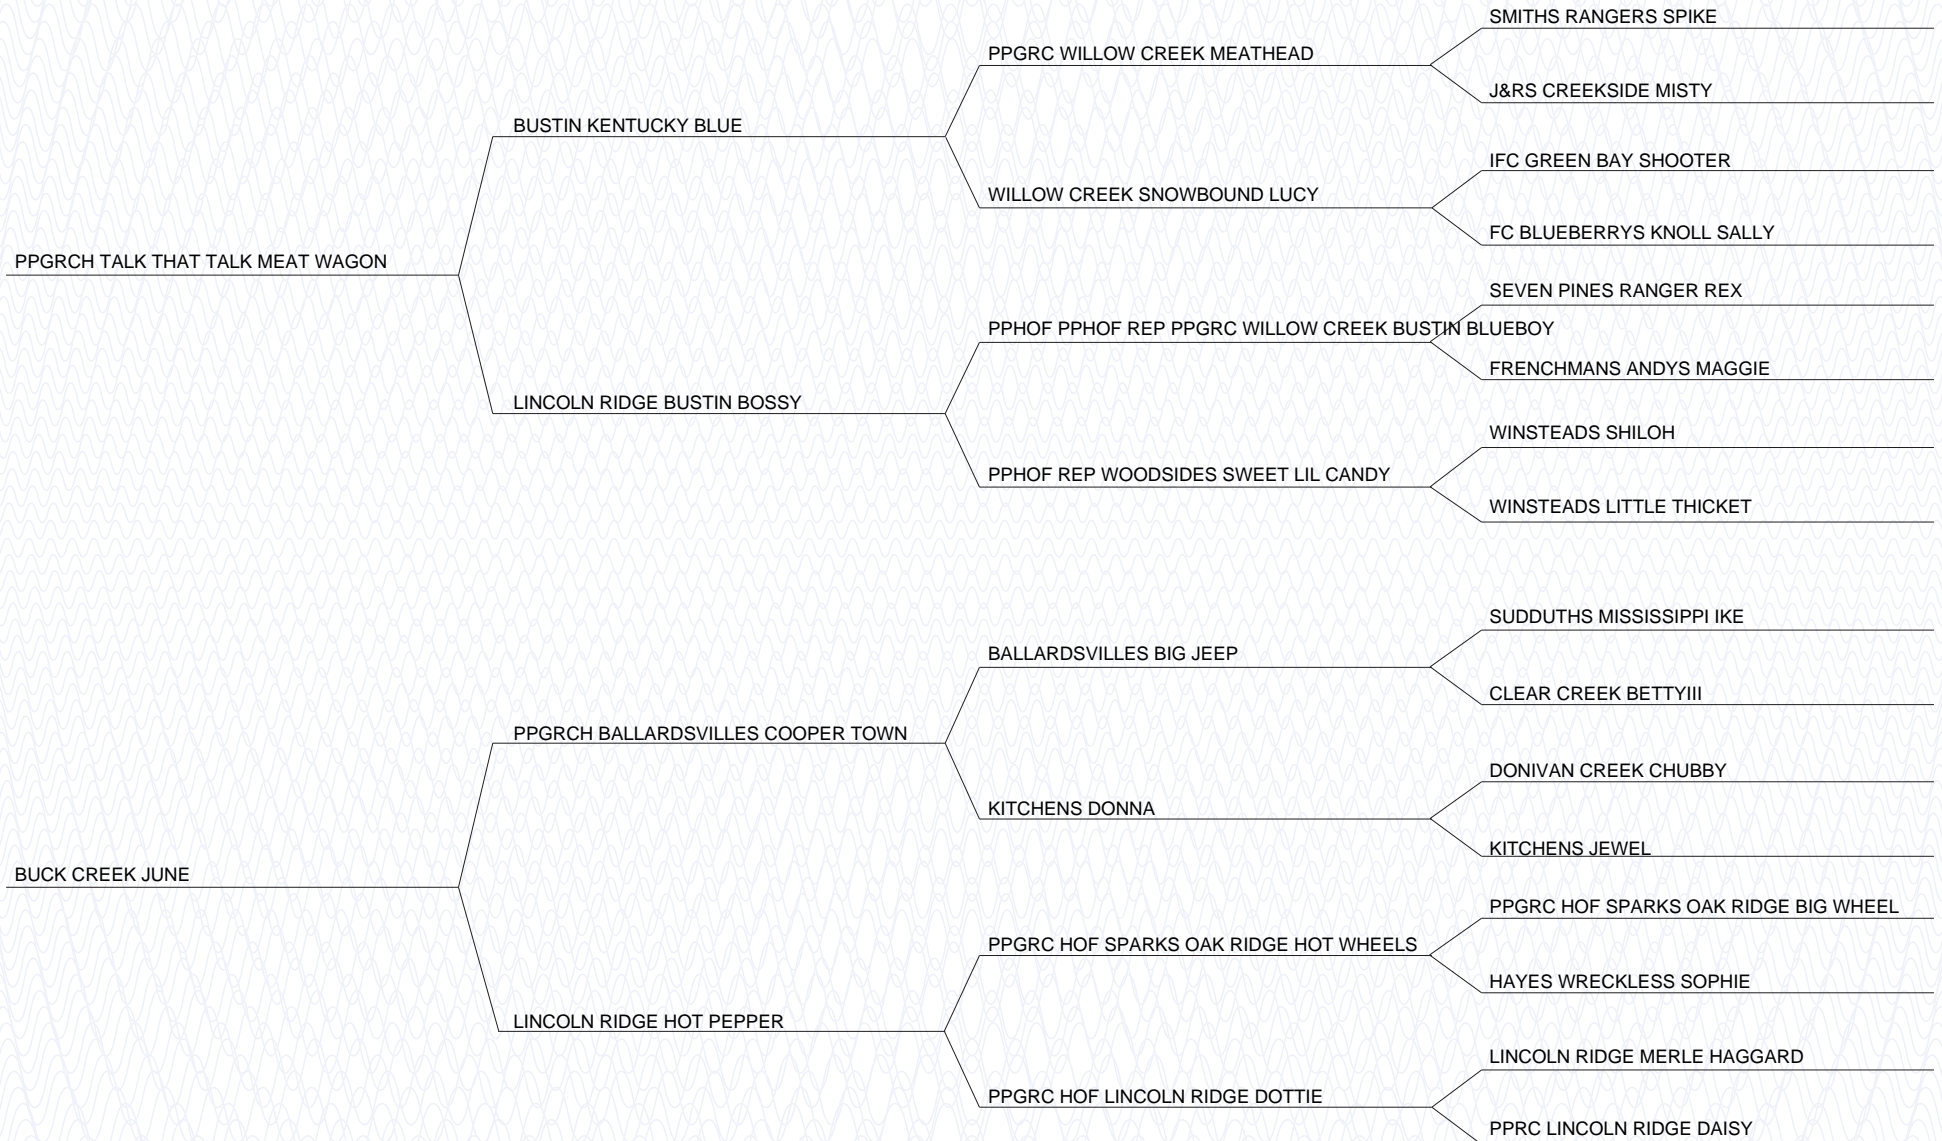 SMITHS RANGERS SPIKE
PPGRC WILLOW CREEK MEATHEAD
J&RS CREEKSIDE MISTY
BUSTIN KENTUCKY BLUE
IFC GREEN BAY SHOOTER
WILLOW CREEK SNOWBOUND LUCY
FC BLUEBERRYS KNOLL SALLY
PPGRCH TALK THAT TALK MEAT WAGON
SEVEN PINES RANGER REX
PPHOF PPHOF REP PPGRC WILLOW CREEK BUSTIN BLUEBOY
FRENCHMANS ANDYS MAGGIE
LINCOLN RIDGE BUSTIN BOSSY
WINSTEADS SHILOH
PPHOF REP WOODSIDES SWEET LIL CANDY
WINSTEADS LITTLE THICKET
SUDDUTHS MISSISSIPPI IKE
BALLARDSVILLES BIG JEEP
CLEAR CREEK BETTYIII
PPGRCH BALLARDSVILLES COOPER TOWN
DONIVAN CREEK CHUBBY
KITCHENS DONNA
KITCHENS JEWEL
BUCK CREEK JUNE
PPGRC HOF SPARKS OAK RIDGE BIG WHEEL
PPGRC HOF SPARKS OAK RIDGE HOT WHEELS
HAYES WRECKLESS SOPHIE
LINCOLN RIDGE HOT PEPPER
LINCOLN RIDGE MERLE HAGGARD
PPGRC HOF LINCOLN RIDGE DOTTIE
PPRC LINCOLN RIDGE DAISY